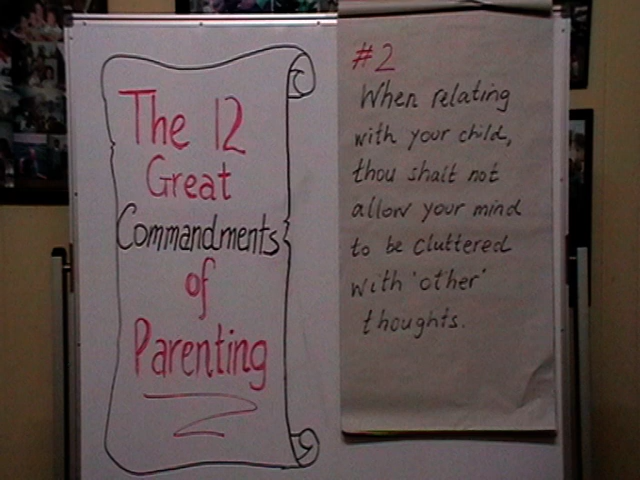 The 12
Great
Commandments
of
Parenting
#2
When relating
with your child,
thou shalt not
allow your mind
to be cluttered
with 'other'
thoughts.